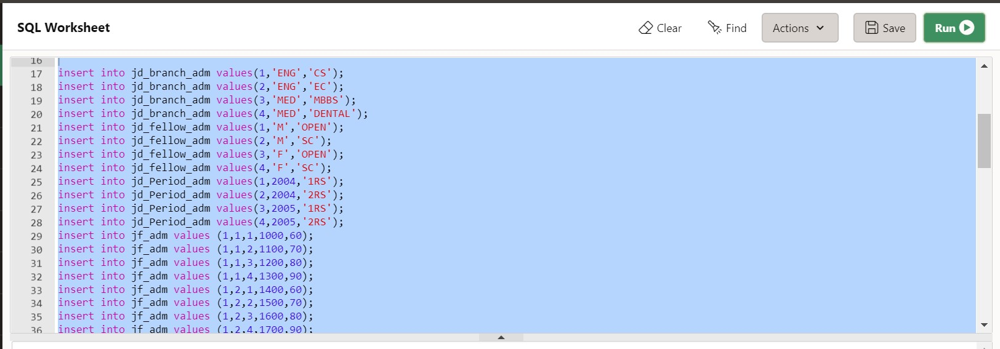 SQL Worksheet Clear Find Actions Save Run
16
17 insert into jd_branch_adm values(1,'ENG','CS');
18 insert into jd_branch_adm values(2,'ENG','EC');
19 insert into jd_branch_adm values(3,'MED','MBBS');
20 insert into jd_branch_adm values(4,'MED','DENTAL');
21 insert into jd_fellow_adm values(1,'M','OPEN');
22 insert into jd_fellow_adm values(2,'M','SC');
23 insert into jd_fellow_adm values(3,'F','OPEN');
24 insert into jd_fellow_adm values(4,'F','SC');
25 insert into jd_Period_adm values(1,2004,'1RS');
26 insert into jd_Period_adm values(2,2004,'2RS');
27 insert into jd_Period_adm values(3,2005,'1RS');
28 insert into jd_Period_adm values(4,2005,'2RS');
29 insert into jf_adm values (1,1,1,1000,60);
30 insert into jf_adm values (1,1,2,1100,70);
31 insert into jf_adm values (1,1,3,1200,80);
32 insert into jf_adm values (1,1,4,1300,90);
33 insert into jf_adm values (1,2,1,1400,60);
34 insert into jf_adm values (1,2,2,1500,70);
35 insert into jf_adm values (1,2,3,1600,80);
36 insert into jf_adm values (1,2,4,1700,90);